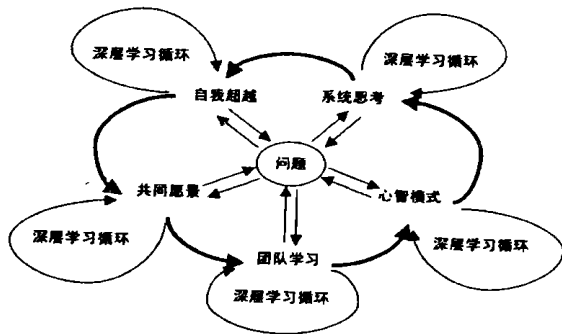 深层学习循环
深层学习循环
自我超越
系统思考
问题
共同愿景
心智模式
深层学习循环
深层学习循环
团队学习
深层学习循环